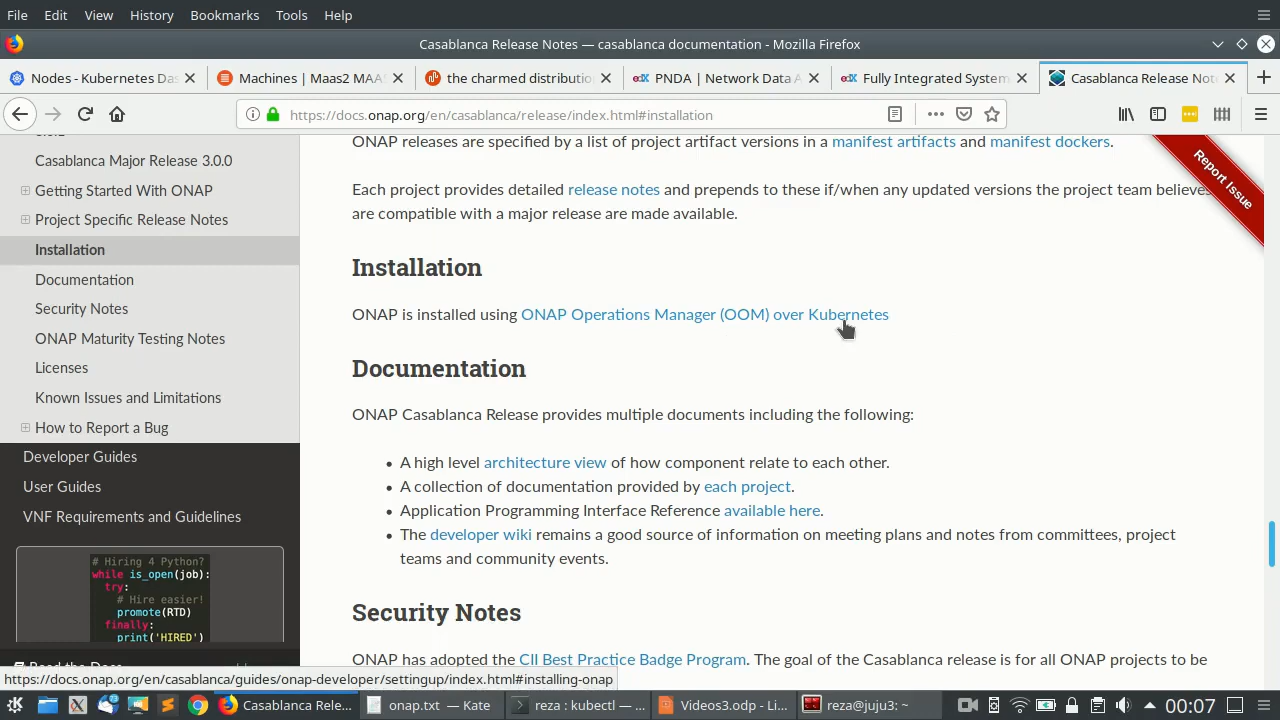 File Edit View History Bookmarks Tools Help
Casablanca Release Notes — casablanca documentation - Mozilla Firefox
Nodes - Kubernetes Das
Machines | Maas2 MAA
the charmed distributio
PNDA | Network Data A
Fully Integrated System
Casablanca Release Not
https://docs.onap.org/en/casablanca/release/index.html#installation
Casablanca Major Release 3.0.0
Getting Started With ONAP
Project Specific Release Notes
Installation
Documentation
Security Notes
ONAP Maturity Testing Notes
Licenses
Known Issues and Limitations
How to Report a Bug
Developer Guides
User Guides
VNF Requirements and Guidelines
# Hiring 4 Python?
while is_open(job):
try:
# Hire easier!
promote(RTD)
finally:
print('HIRED')
Read the Docs
ONAP releases are specified by a list of project artifact versions in a manifest artifacts and manifest dockers.
Each project provides detailed release notes and prepends to these if/when any updated versions the project team believes
are compatible with a major release are made available.
Report Issue
Installation
ONAP is installed using ONAP Operations Manager (OOM) over Kubernetes
Documentation
ONAP Casablanca Release provides multiple documents including the following:
• A high level architecture view of how component relate to each other.
• A collection of documentation provided by each project.
• Application Programming Interface Reference available here.
• The developer wiki remains a good source of information on meeting plans and notes from committees, project
teams and community events.
Security Notes
ONAP has adopted the CII Best Practice Badge Program. The goal of the Casablanca release is for all ONAP projects to be
https://docs.onap.org/en/casablanca/guides/onap-developer/settingup/index.html#installing-onap
Casablanca Rele...
onap.txt — Kate
reza : kubectl — ...
Videos3.odp - Li...
reza@juju3: ~
00:07